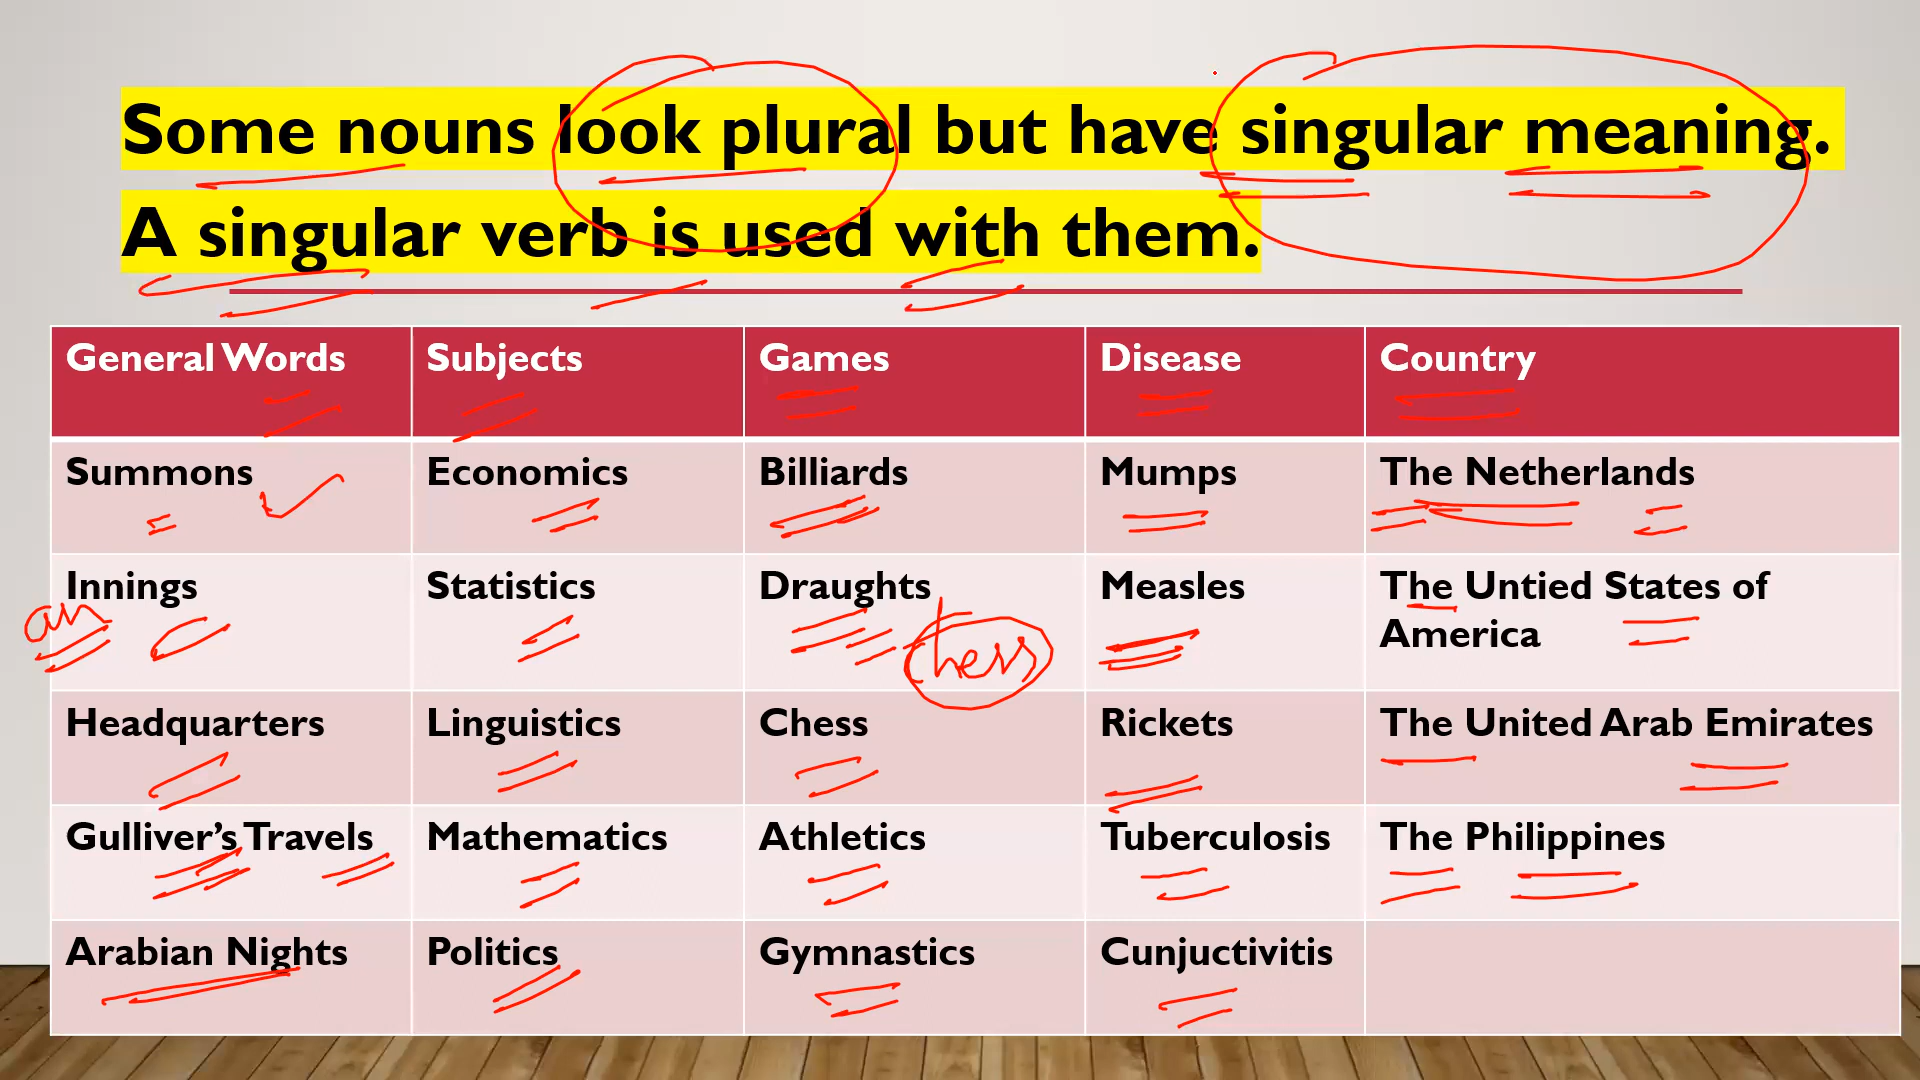 Some nouns look plural but have singular meaning.
A singular verb is used with them.
General Words Subjects Games Disease Country
Summons Economics Billiards Mumps The Netherlands
Innings Statistics Draughts Measles The Untied States of
America
an
chess
Headquarters Linguistics Chess Rickets The United Arab Emirates
Gulliver's Travels Mathematics Athletics Tuberculosis The Philippines
Arabian Nights Politics Gymnastics Cunjuctivitis